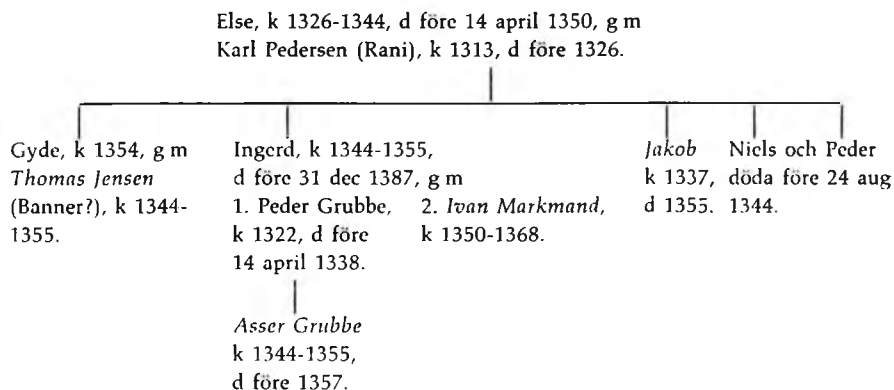 Else, k 1326-1344, d före 14 april 1350, g m
Karl Pedersen (Rani), k 1313, d före 1326.
Gyde, k 1354, g m
Thomas Jensen
(Banner?), k 1344-
1355.
Ingerd, k 1344-1355,
d före 31 dec 1387, g m
1. Peder Grubbe,
k 1322, d före
14 april 1338.
2. Ivan Markmand,
k 1350-1368.
Asser Grubbe
k 1344-1355,
d före 1357.
Jakob
k 1337,
d 1355.
Niels och Peder
döda före 24 aug
1344.